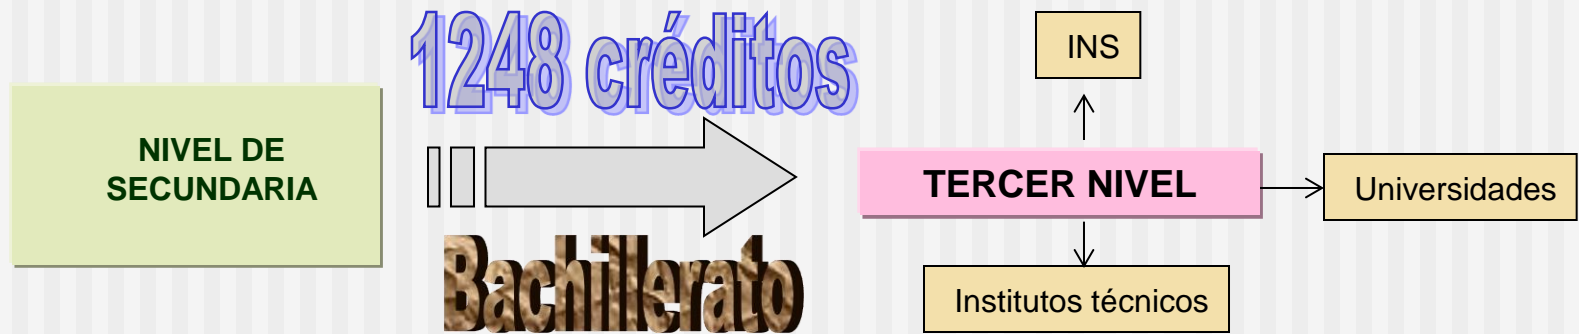 1248 créditos
INS
NIVEL DE
SECUNDARIA
TERCER NIVEL
Universidades
Bachillerato
Institutos técnicos